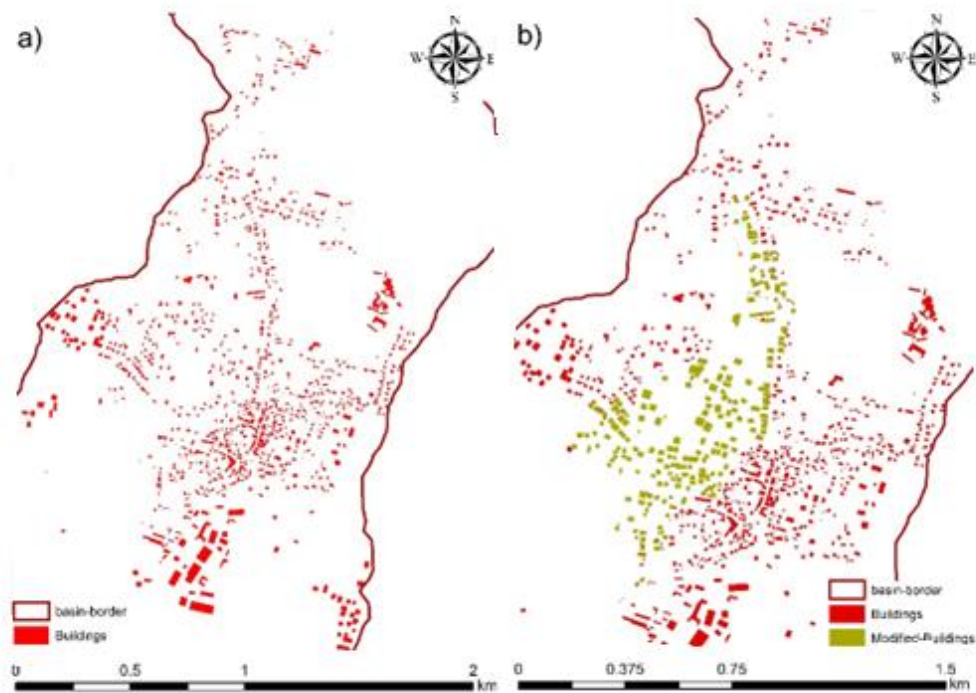 a)
N
W
E
S
basin-border
Buildings
0
0.5
1
2
km
b)
N
W
E
S
basin-border
Buildings
Modified-Buildings
0
0.375
0.75
1.5
km